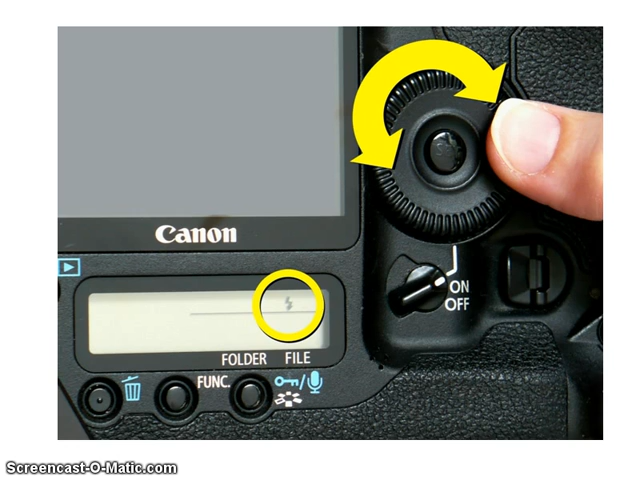 Canon
ON
OFF
FOLDER FILE
FUNC.
Screencast-O-Matic.com